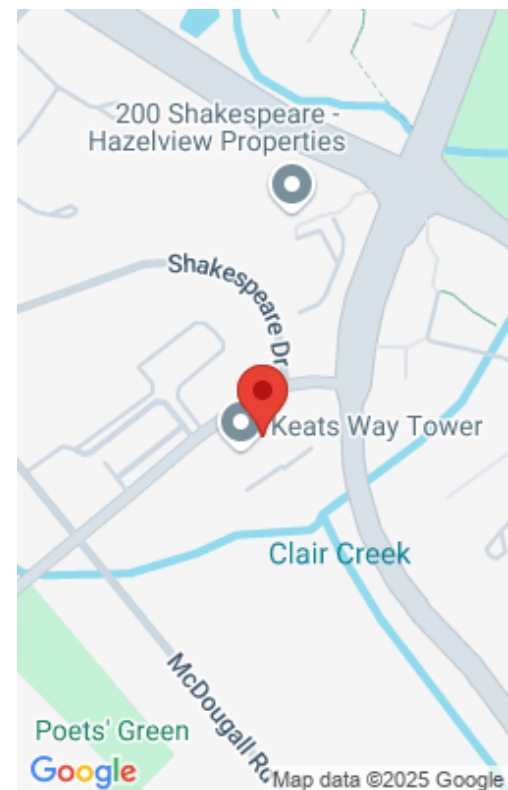 200 Shakespeare -
Hazelview Properties
Shakespeare Dr
Keats Way Tower
Clair Creek
McDougall Rd
Poets' Green
Google
Map data ©2025 Google